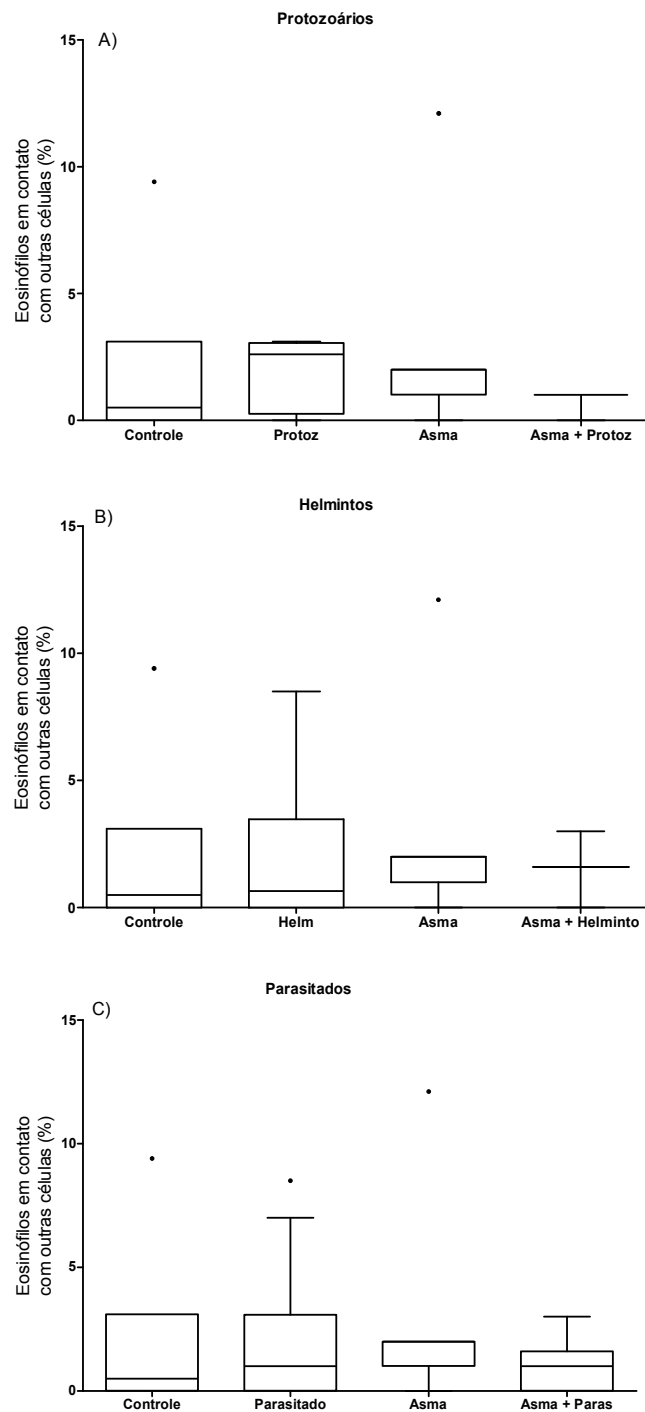 Protozoários
A)
15
10
5
0
Eosinófilos em contato
com outras células (%)
Controle Protoz Asma Asma + Protoz
Helmintos
B)
15
10
5
0
Eosinófilos em contato
com outras células (%)
Controle Helm Asma Asma + Helminto
Parasitados
C)
15
10
5
0
Eosinófilos em contato
com outras células (%)
Controle Parasitado Asma Asma + Paras